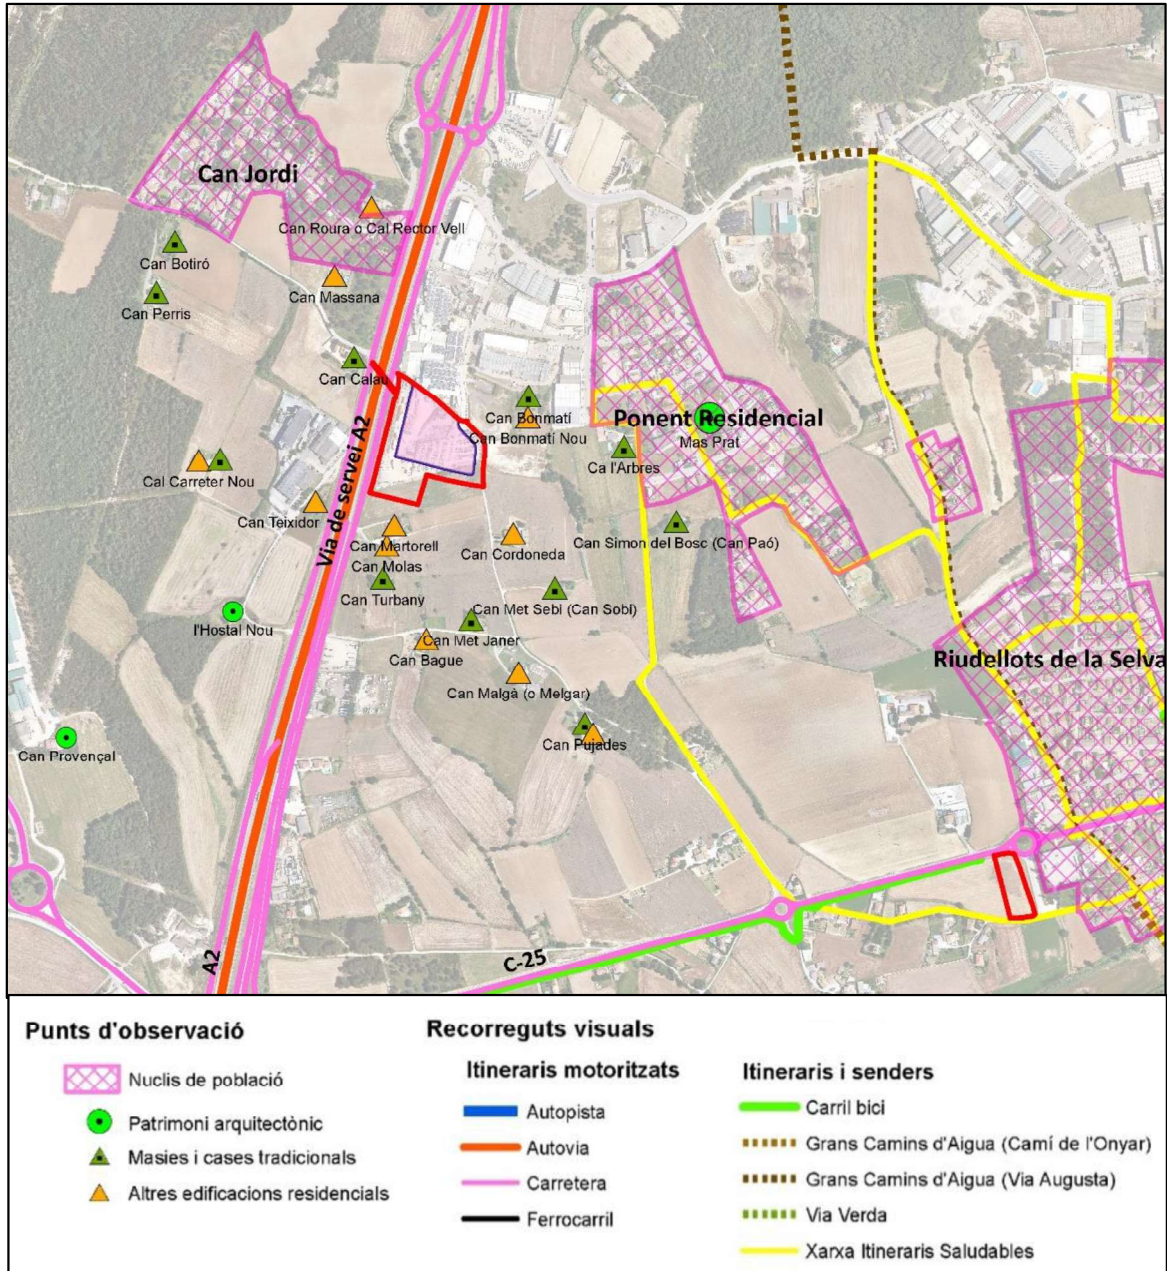 Can Jordi
Can Roura o Cal Rector Vell
Can Botiró
Can Massana
Can Perris
Can Calau
Can Bonmatí
Ponent Residencial
Can Bonmatí Nou
Mas Prat
Ca l'Arbres
Via de servei A2
Cal Carreter Nou
Can Teixidor
Can Martorell
Can Cordoneda
Can Simon del Bosc (Can Paó)
Can Molas
Can Turbany
Can Met Sebi (Can Sobi)
l'Hostal Nou
Can Met Janer
Can Bague
Riudellots de la Selva
Can Malgà (o Melgar)
Can Pujades
Can Provençal
A2
C-25
Punts d'observació
Nuclis de població
Patrimoni arquitectònic
Masies i cases tradicionals
Altres edificacions residencials
Recorreguts visuals
Itineraris motoritzats
Autopista
Autovia
Carretera
Ferrocarril
Itineraris i senders
Carril bici
Grans Camins d'Aigua (Camí de l'Onyar)
Grans Camins d'Aigua (Via Augusta)
Via Verda
Xarxa Itineraris Saludables